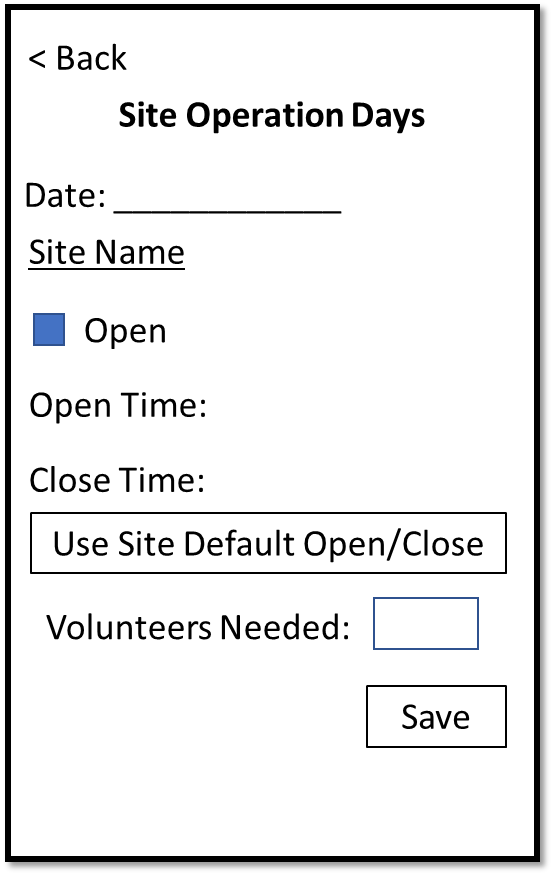 < Back
Site Operation Days
Date: ____________
Site Name
Open
Open Time:
Close Time:
Use Site Default Open/Close
Volunteers Needed:
Save